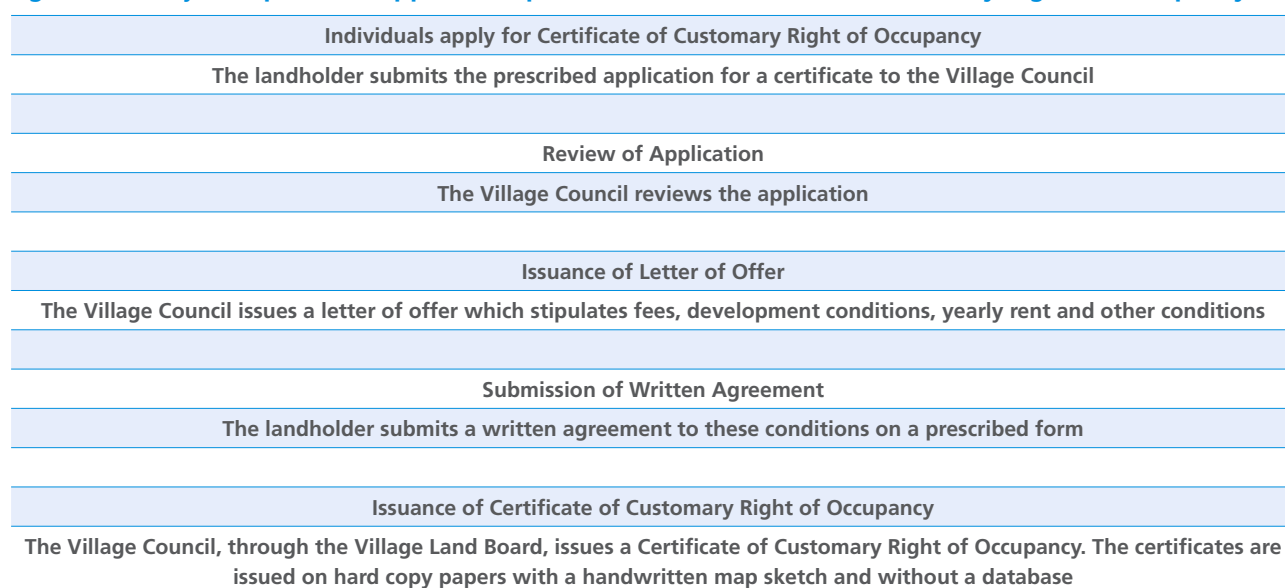 Individuals apply for Certificate of Customary Right of Occupancy
The landholder submits the prescribed application for a certificate to the Village Council
Review of Application
The Village Council reviews the application
Issuance of Letter of Offer
The Village Council issues a letter of offer which stipulates fees, development conditions, yearly rent and other conditions
Submission of Written Agreement
The landholder submits a written agreement to these conditions on a prescribed form
Issuance of Certificate of Customary Right of Occupancy
The Village Council, through the Village Land Board, issues a Certificate of Customary Right of Occupancy. The certificates are
issued on hard copy papers with a handwritten map sketch and without a database